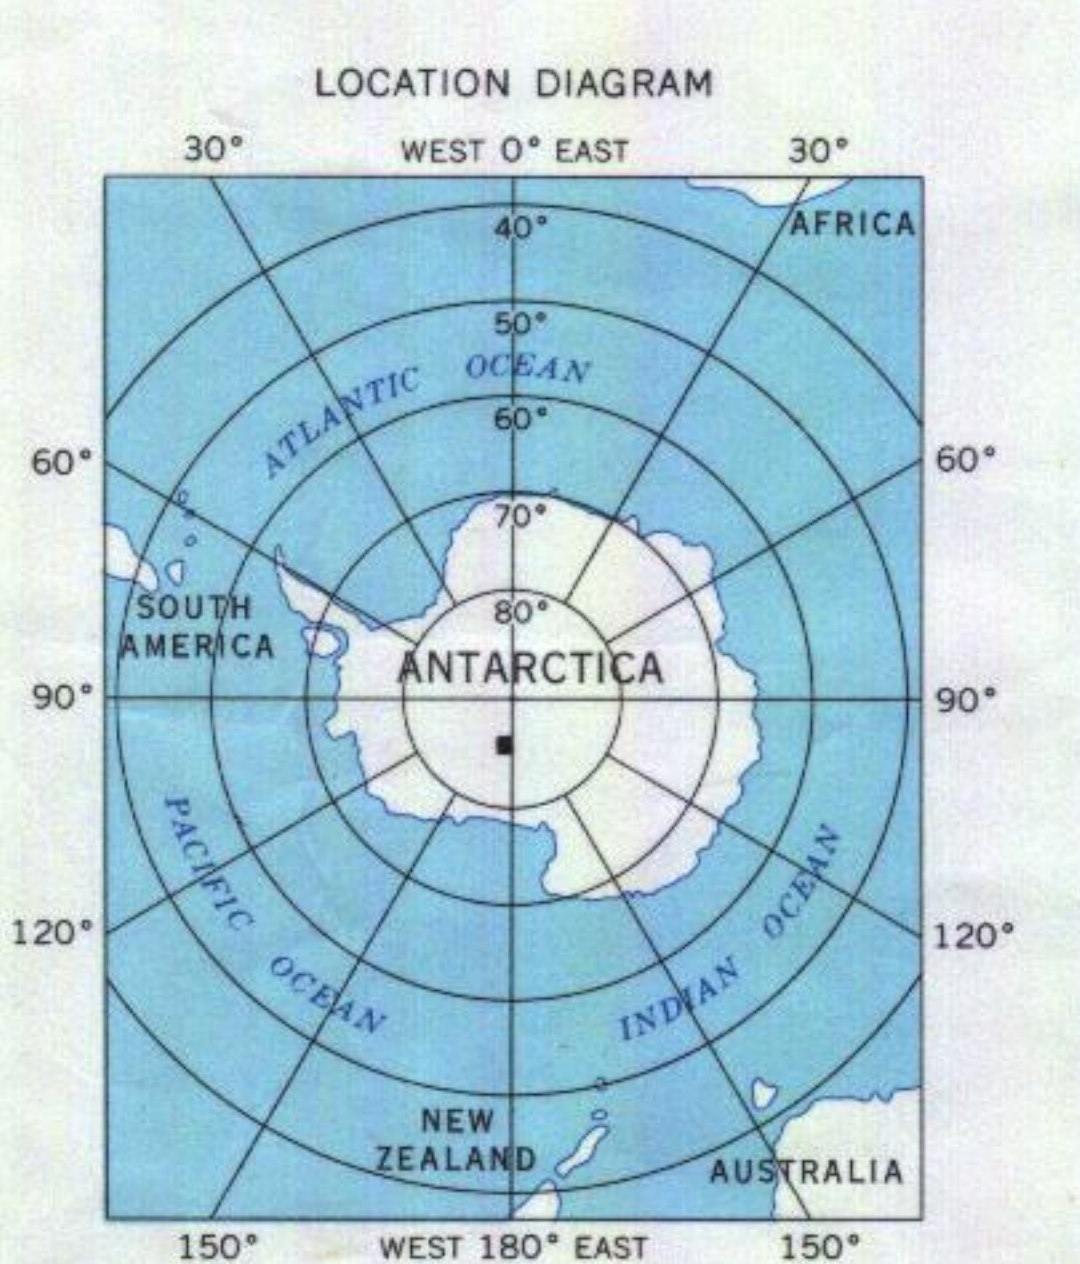 LOCATION DIAGRAM
30° WEST 0° EAST 30°
AFRICA
40°
50°
ATLANTIC OCEAN
60°
60° 60°
70°
80°
SOUTH
AMERICA
ANTARCTICA
90° 90°
PACIFIC OCEAN
INDIAN OCEAN
120° 120°
NEW
ZEALAND
AUSTRALIA
150° WEST 180° EAST 150°